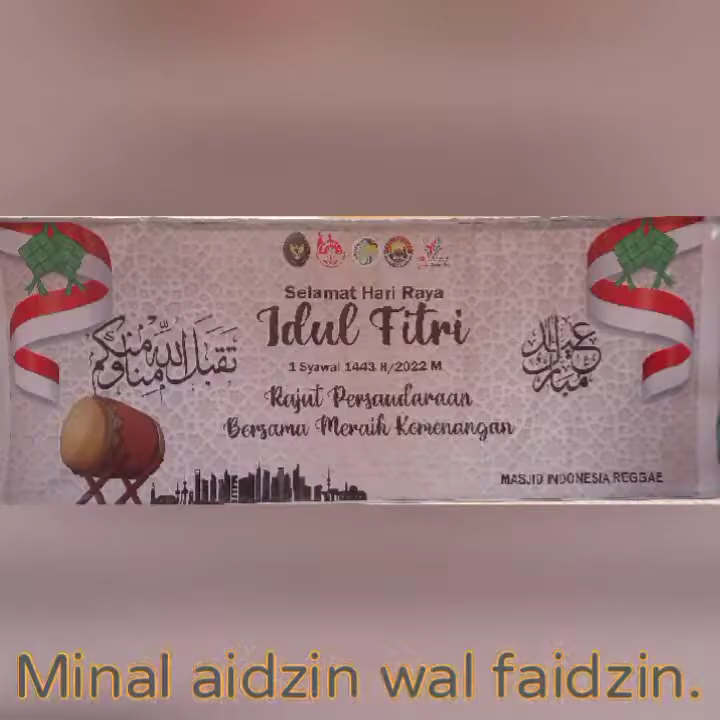 Selamat Hari Raya
Idul Fitri
1 Syawal 1443 H/2022 M
Rajut Persaudaraan
Bersama Meraih Kemenangan
تقبل الله منا ومنكم
عيد مبارك
MASJID INDONESIA REGGAE
Minal aidzin wal faidzin.